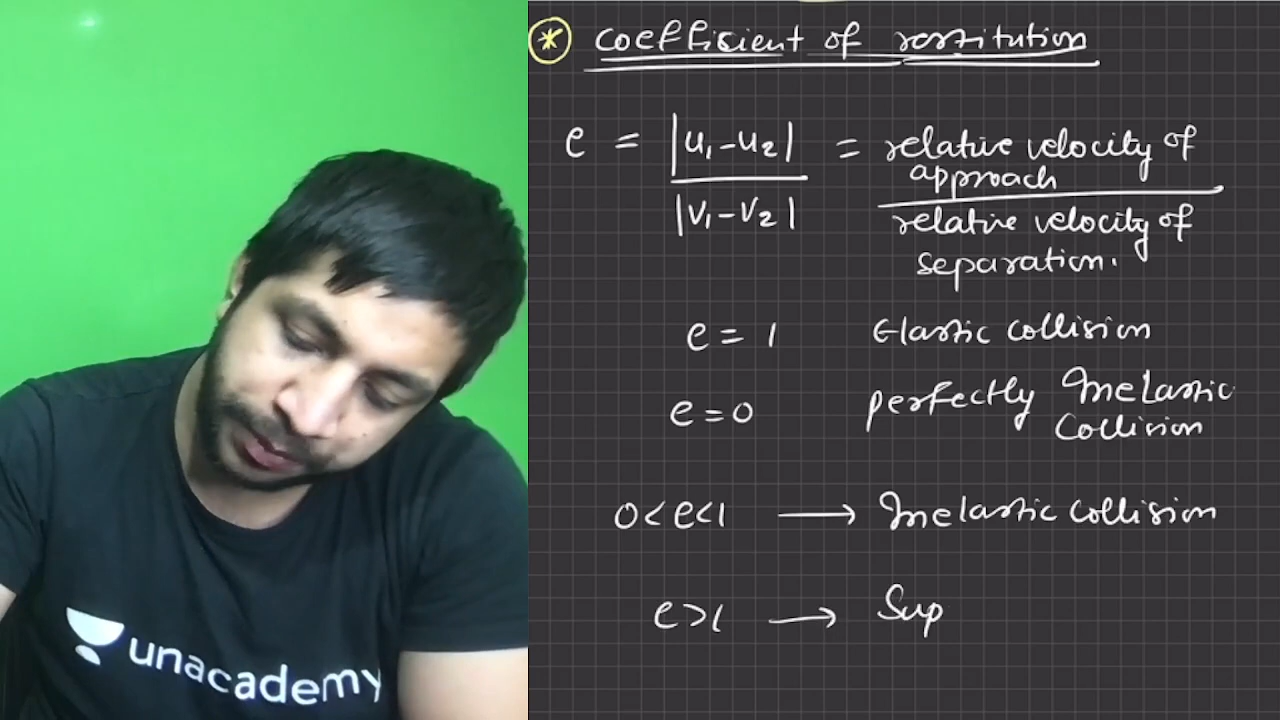 * coefficient of restitution
e = |u₁-u₂| / |v₁-v₂| = relative velocity of approach / relative velocity of separation.
e = 1 Elastic collision
e = 0 perfectly Inelastic
Collision
0<e<1 → Inelastic collision
e>1 → Sup
unacademy